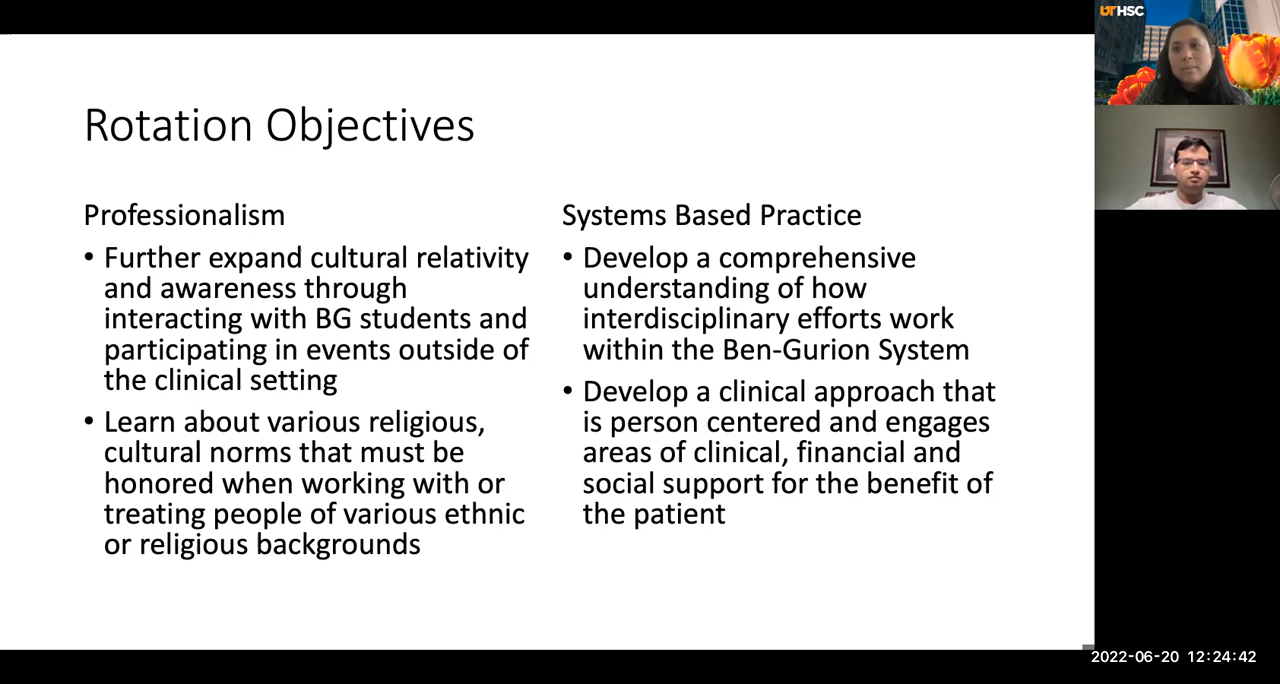 Rotation Objectives
Professionalism
• Further expand cultural relativity
and awareness through
interacting with BG students and
participating in events outside of
the clinical setting
• Learn about various religious,
cultural norms that must be
honored when working with or
treating people of various ethnic
or religious backgrounds
Systems Based Practice
• Develop a comprehensive
understanding of how
interdisciplinary efforts work
within the Ben-Gurion System
• Develop a clinical approach that
is person centered and engages
areas of clinical, financial and
social support for the benefit of
the patient
UTHSC
2022-06-20 12:24:42